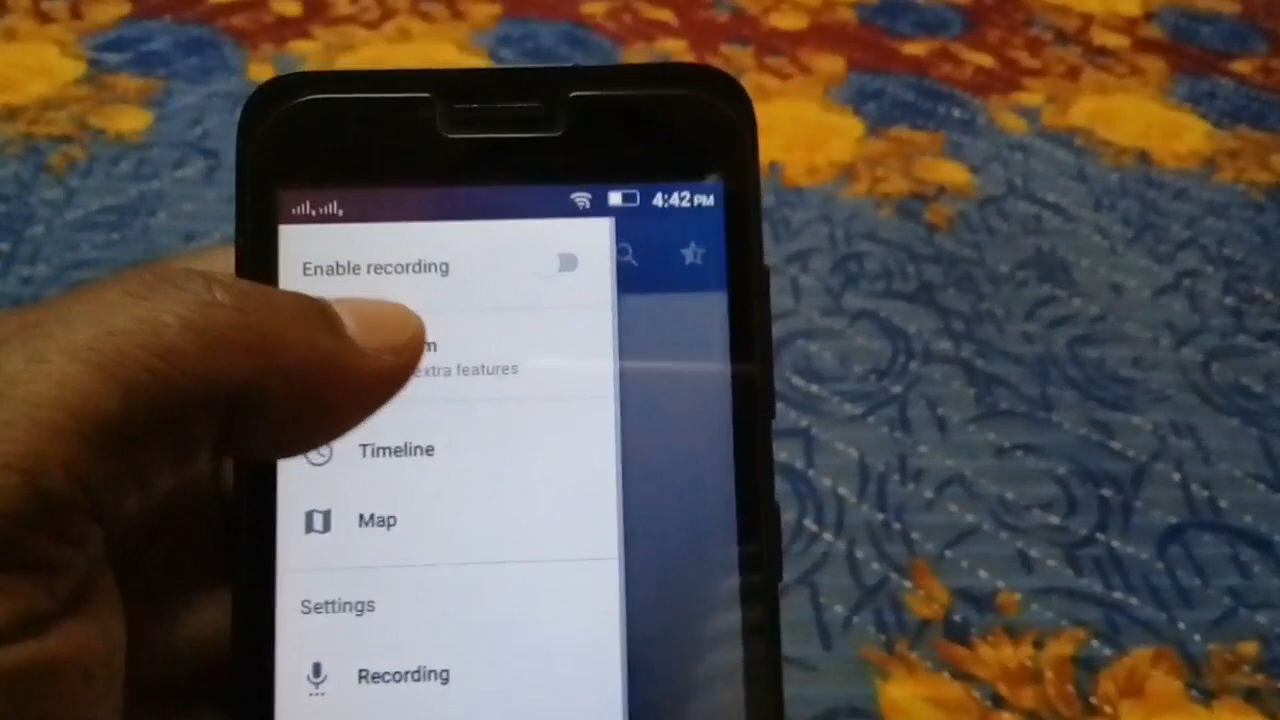 4:42 PM
Enable recording
extra features
Timeline
Map
Settings
Recording